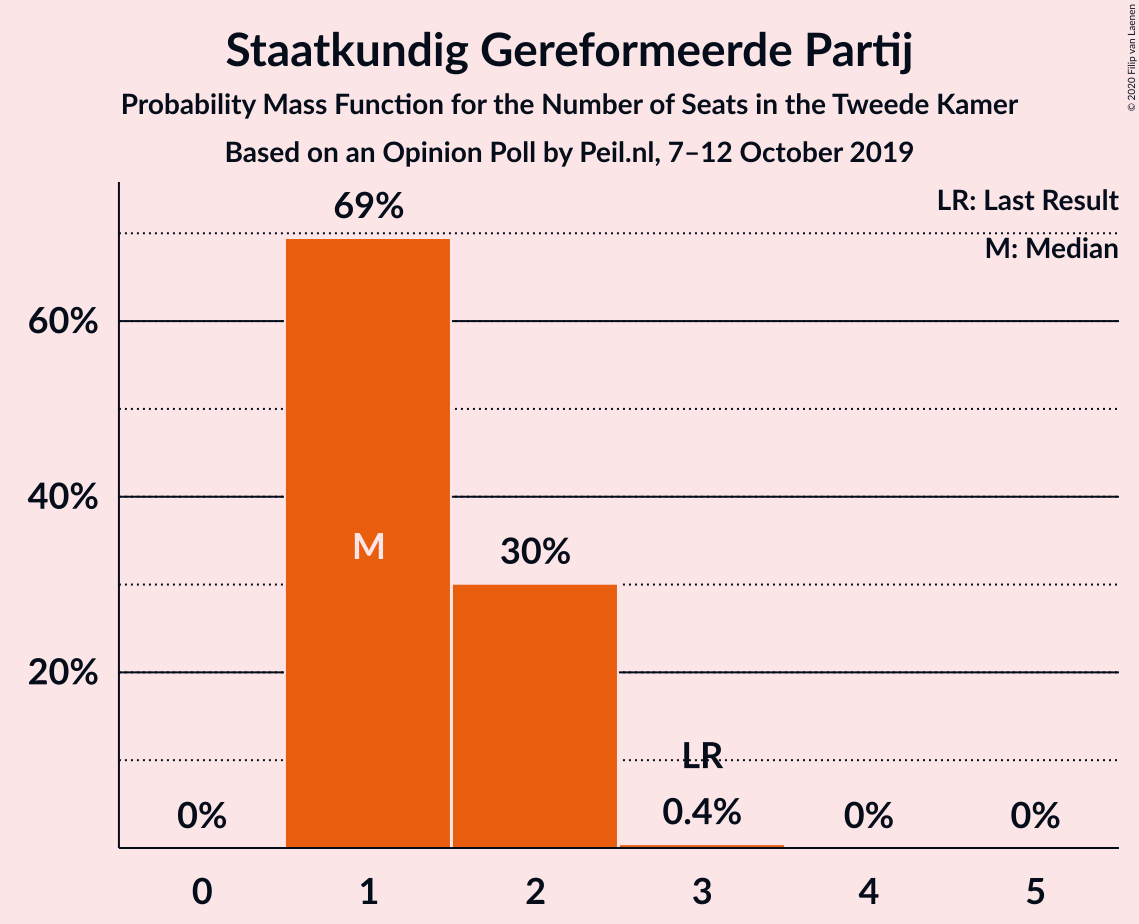 Staatkundig Gereformeerde Partij
Probability Mass Function for the Number of Seats in the Tweede Kamer
Based on an Opinion Poll by Peil.nl, 7–12 October 2019
© 2020 Filip van Laenen
LR: Last Result
M: Median
69%
60%
40%
M
30%
20%
LR
0%
0.4%
0%
0%
0 1 2 3 4 5